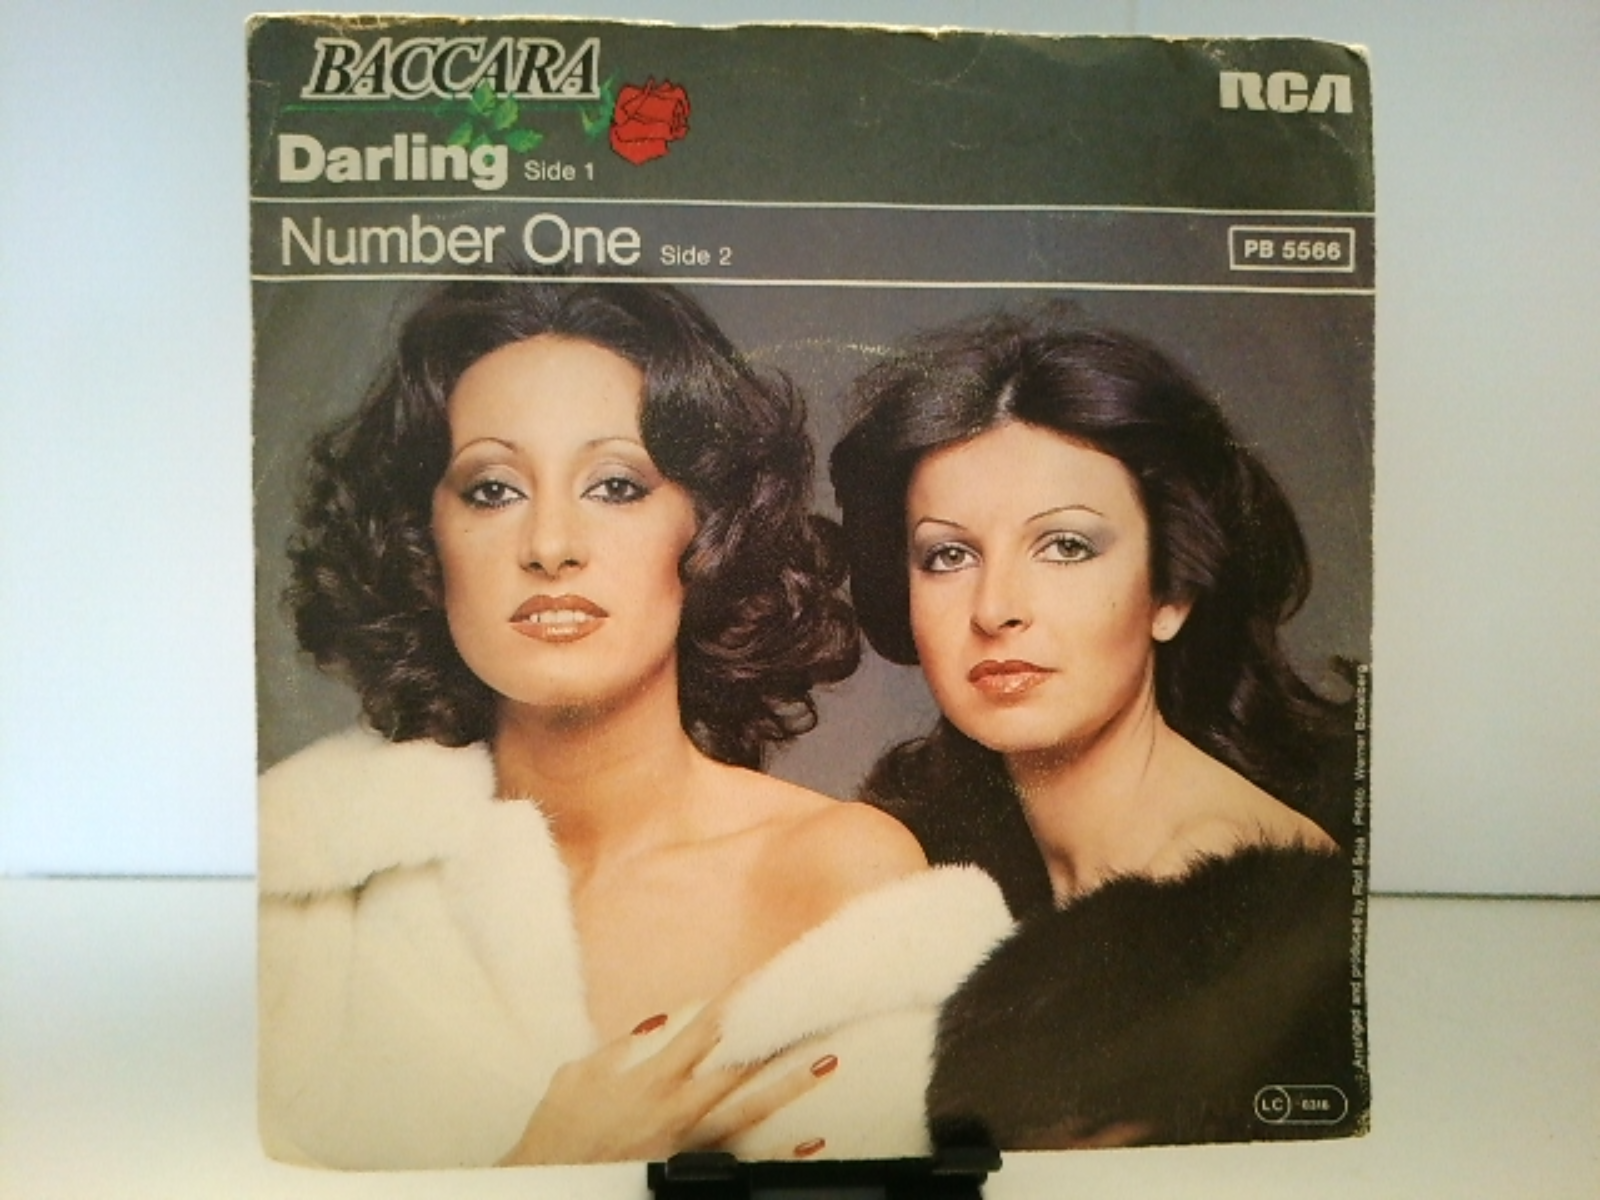 BACCARA
RCA
Darling Side 1
Number One Side 2
PB 5566
Arranged and produced by Rolf Soja · Photo: Werner Bokelberg
LC 0316